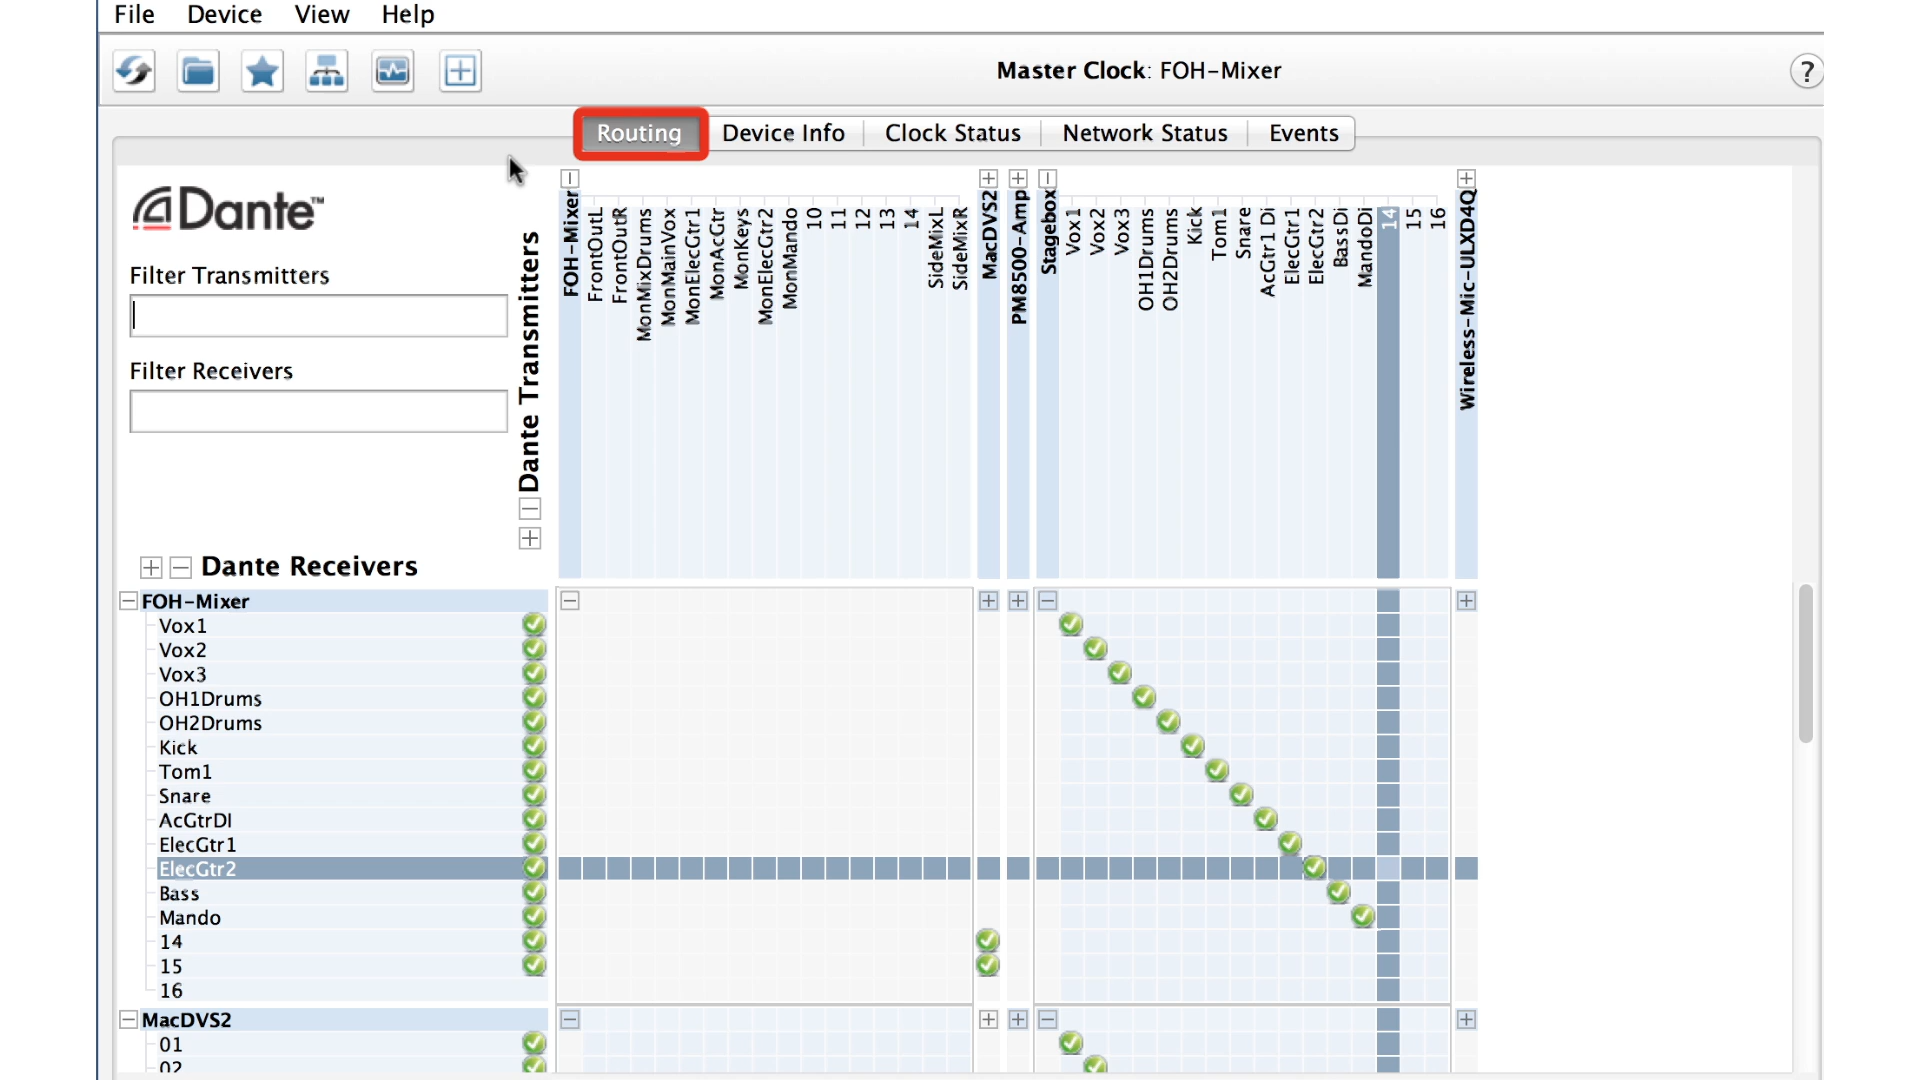 File Device View Help
Master Clock: FOH-Mixer
?
Routing Device Info Clock Status Network Status Events
Dante™
Filter Transmitters
Filter Receivers
Dante Transmitters
FOH-Mixer
FrontOutL
FrontOutR
MonMixDrums
MonMainVox
MonElecGtr1
MonAcGtr
MonKeys
MonElecGtr2
MonMando
10
11
12
13
14
SideMixL
SideMixR
MacDVS2
PM8500-Amp
Stagebox
Vox1
Vox2
Vox3
OH1Drums
OH2Drums
Kick
Tom1
Snare
AcGtr1 Di
ElecGtr1
ElecGtr2
BassDi
MandoDi
14
15
16
Wireless-Mic-ULXD4Q
Dante Receivers
FOH-Mixer
Vox1
Vox2
Vox3
OH1Drums
OH2Drums
Kick
Tom1
Snare
AcGtrDI
ElecGtr1
ElecGtr2
Bass
Mando
14
15
16
MacDVS2
01
02